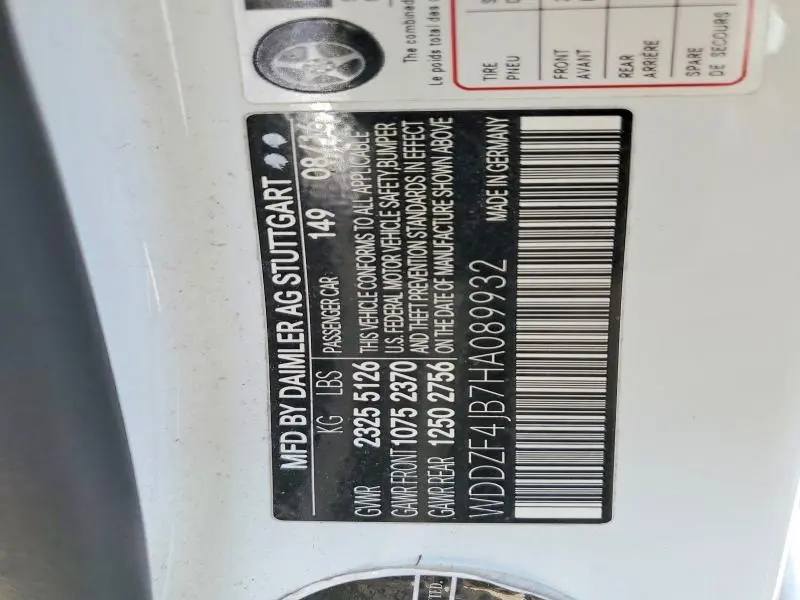 The combined
Le poids total des
TIRE
PNEU
FRONT
AVANT
REAR
ARRIÈRE
SPARE
DE SECOURS
MFD BY DAIMLER AG STUTTGART
KG LBS PASSENGER CAR 149
GVWR 2325 5126
GAWR FRONT 1075 2370
GAWR REAR 1250 2756
THIS VEHICLE CONFORMS TO ALL APPLICABLE
U.S. FEDERAL MOTOR VEHICLE SAFETY, BUMPER
AND THEFT PREVENTION STANDARDS IN EFFECT
ON THE DATE OF MANUFACTURE SHOWN ABOVE
WDDZF4JB7HA089932 MADE IN GERMANY